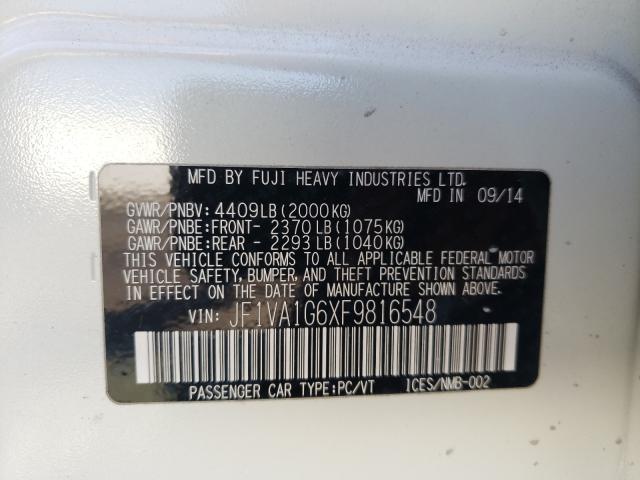 MFD BY FUJI HEAVY INDUSTRIES LTD.
MFD IN 09/14
GVWR/PNBV: 4409LB (2000KG)
GAWR/PNBE:FRONT- 2370LB (1075KG)
GAWR/PNBE:REAR - 2293LB (1040KG)
THIS VEHICLE CONFORMS TO ALL APPLICABLE FEDERAL MOTOR
VEHICLE SAFETY, BUMPER, AND THEFT PREVENTION STANDARDS
IN EFFECT ON THE DATE OF MANUFACTURE SHOWN ABOVE.
VIN: JF1VA1G6XF9816548
PASSENGER CAR TYPE:PC/VT ICES/NMB-002